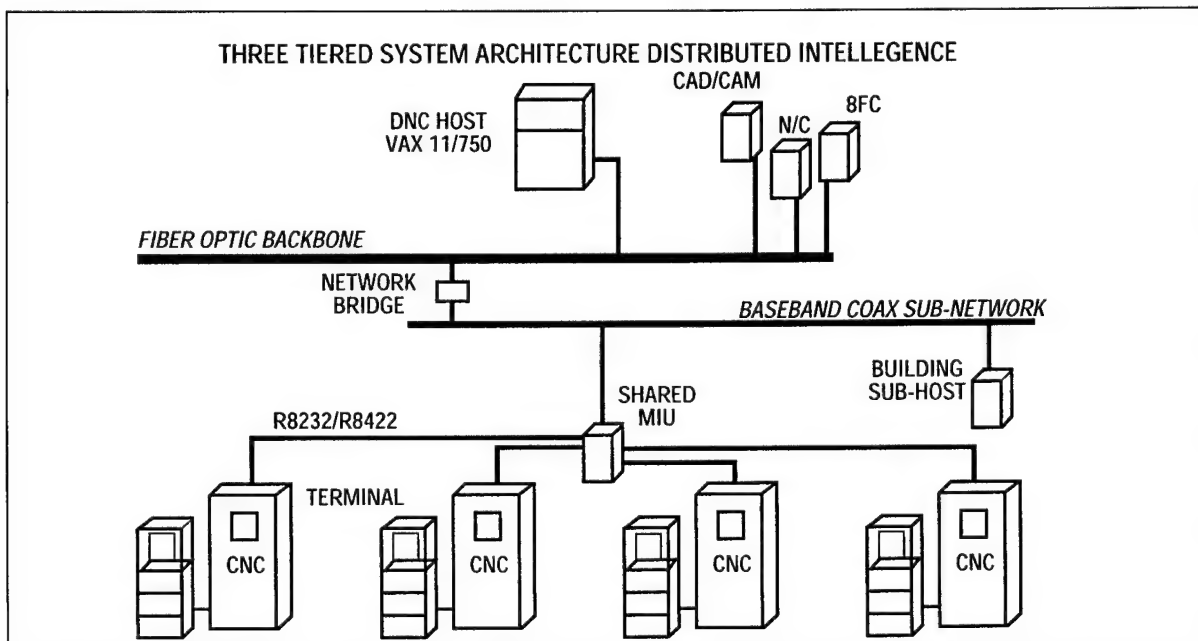 THREE TIERED SYSTEM ARCHITECTURE DISTRIBUTED INTELLEGENCE
CAD/CAM
8FC
N/C
DNC HOST
VAX 11/750
FIBER OPTIC BACKBONE
NETWORK
BRIDGE
BASEBAND COAX SUB-NETWORK
BUILDING
SUB-HOST
SHARED
MIU
R8232/R8422
TERMINAL
CNC
CNC
CNC
CNC